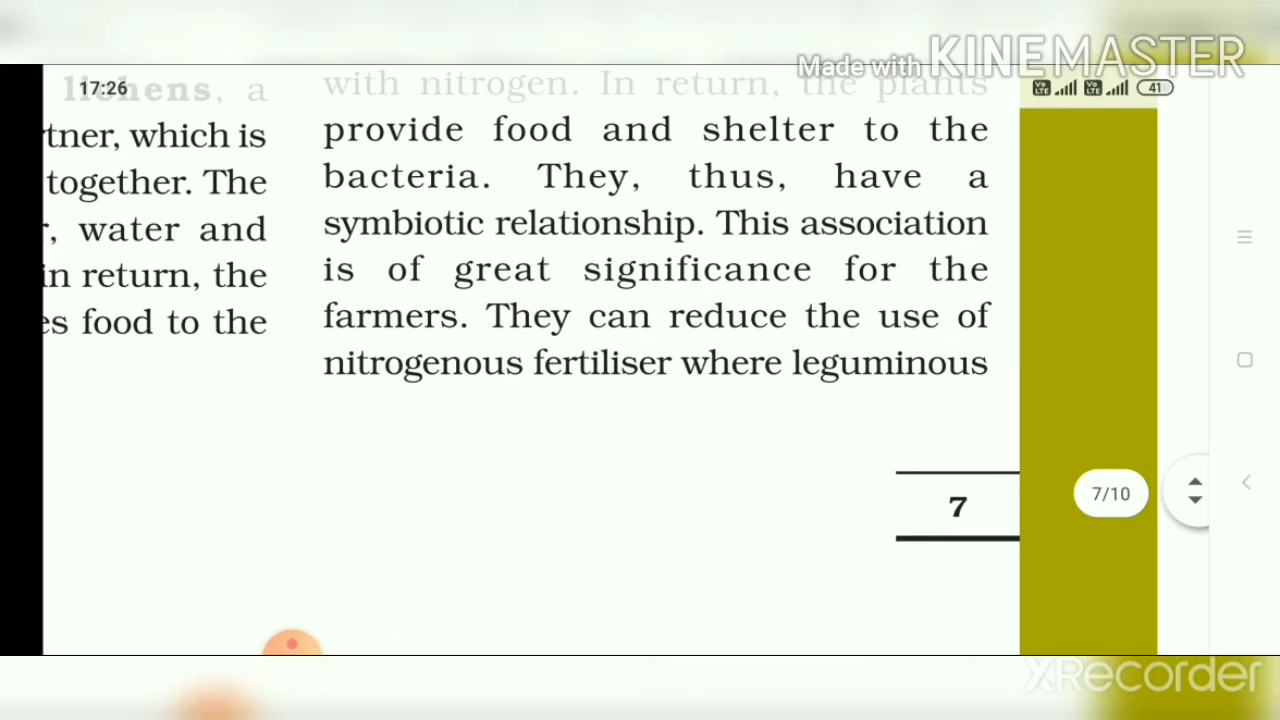 Made with KINEMASTER
17:26
41
lichens, a
rtner, which is
together. The
r, water and
in return, the
es food to the
with nitrogen. In return, the plants
provide food and shelter to the
bacteria. They, thus, have a
symbiotic relationship. This association
is of great significance for the
farmers. They can reduce the use of
nitrogenous fertiliser where leguminous
7
7/10
XRecorder